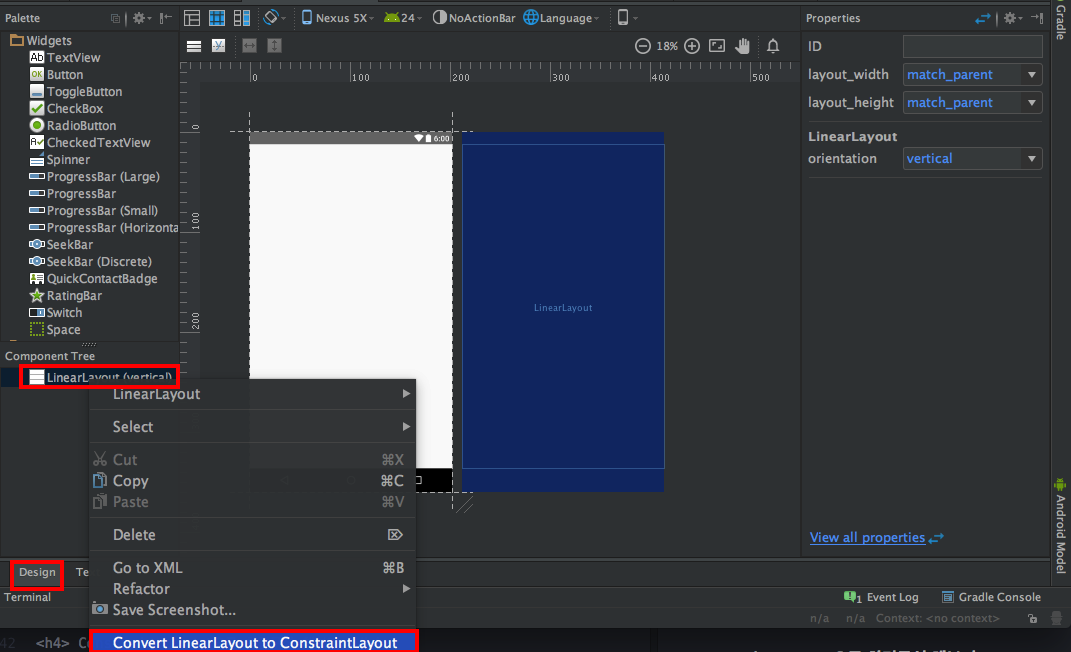 Palette
Nexus 5X
24
NoActionBar
Language
Properties
Gradle
Widgets
TextView
Button
ToggleButton
CheckBox
RadioButton
CheckedTextView
Spinner
ProgressBar (Large)
ProgressBar
ProgressBar (Small)
ProgressBar (Horizonta
SeekBar
SeekBar (Discrete)
QuickContactBadge
RatingBar
Switch
Space
18%
0
100
200
300
400
500
0
100
200
6:00
LinearLayout
ID
layout_width
match_parent
layout_height
match_parent
LinearLayout
orientation
vertical
View all properties
Android Model
Component Tree
LinearLayout (vertical)
LinearLayout
Select
Cut ⌘X
Copy ⌘C
Paste ⌘V
Delete
Go to XML ⌘B
Refactor
Save Screenshot...
Convert LinearLayout to ConstraintLayout
Design
Te
Terminal
1 Event Log
Gradle Console
n/a n/a Context: <no context>
42 <h4> Co